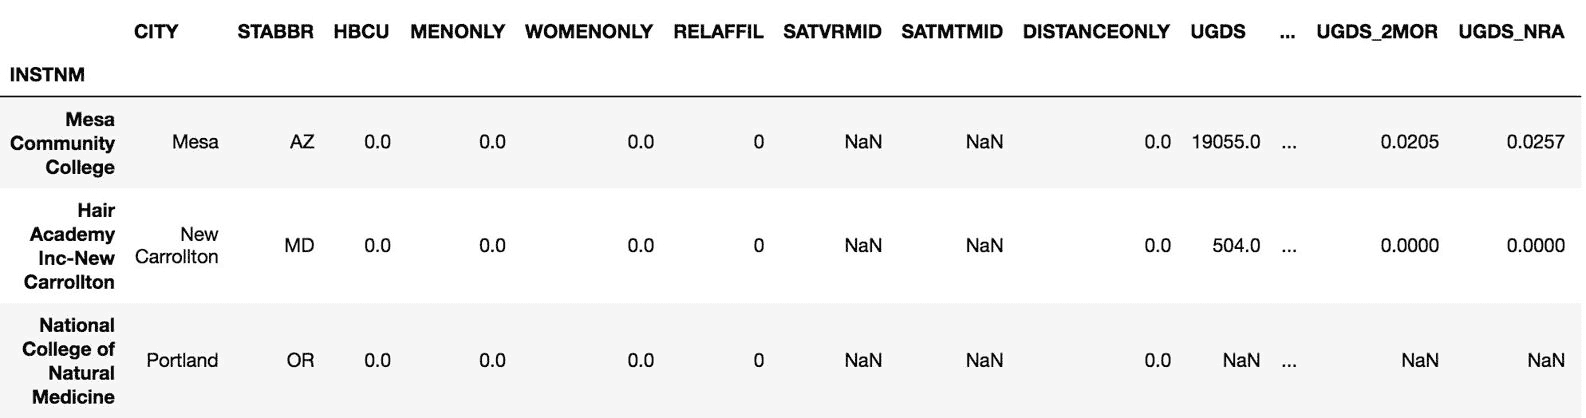 CITY STABBR HBCU MENONLY WOMENONLY RELAFFIL SATVRMID SATMTMID DISTANCEONLY UGDS ... UGDS_2MOR UGDS_NRA
INSTNM
Mesa
Community
College
Mesa AZ 0.0 0.0 0.0 0 NaN NaN 0.0 19055.0 ... 0.0205 0.0257
Hair
Academy
Inc-New
Carrollton
New
Carrollton
MD 0.0 0.0 0.0 0 NaN NaN 0.0 504.0 ... 0.0000 0.0000
National
College of
Natural
Medicine
Portland OR 0.0 0.0 0.0 0 NaN NaN 0.0 NaN ... NaN NaN